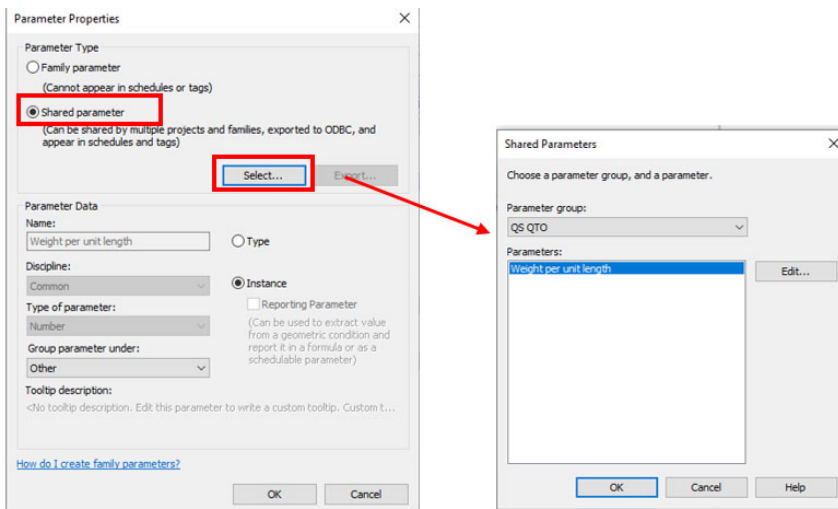 Parameter Properties
Parameter Type
Family parameter
(Cannot appear in schedules or tags)
Shared parameter
(Can be shared by multiple projects and families, exported to ODBC, and
appear in schedules and tags)
Select...
Export...
Parameter Data
Name:
Weight per unit length
Type
Discipline:
Common
Instance
Type of parameter:
Reporting Parameter
Number
(Can be used to extract value
from a geometric condition and
report it in a formula or as a
schedulable parameter)
Group parameter under:
Other
Tooltip description:
<No tooltip description. Edit this parameter to write a custom tooltip. Custom t...
How do I create family parameters?
OK
Cancel
Shared Parameters
Choose a parameter group, and a parameter.
Parameter group:
QS QTO
Parameters:
Weight per unit length
Edit...
OK
Cancel
Help